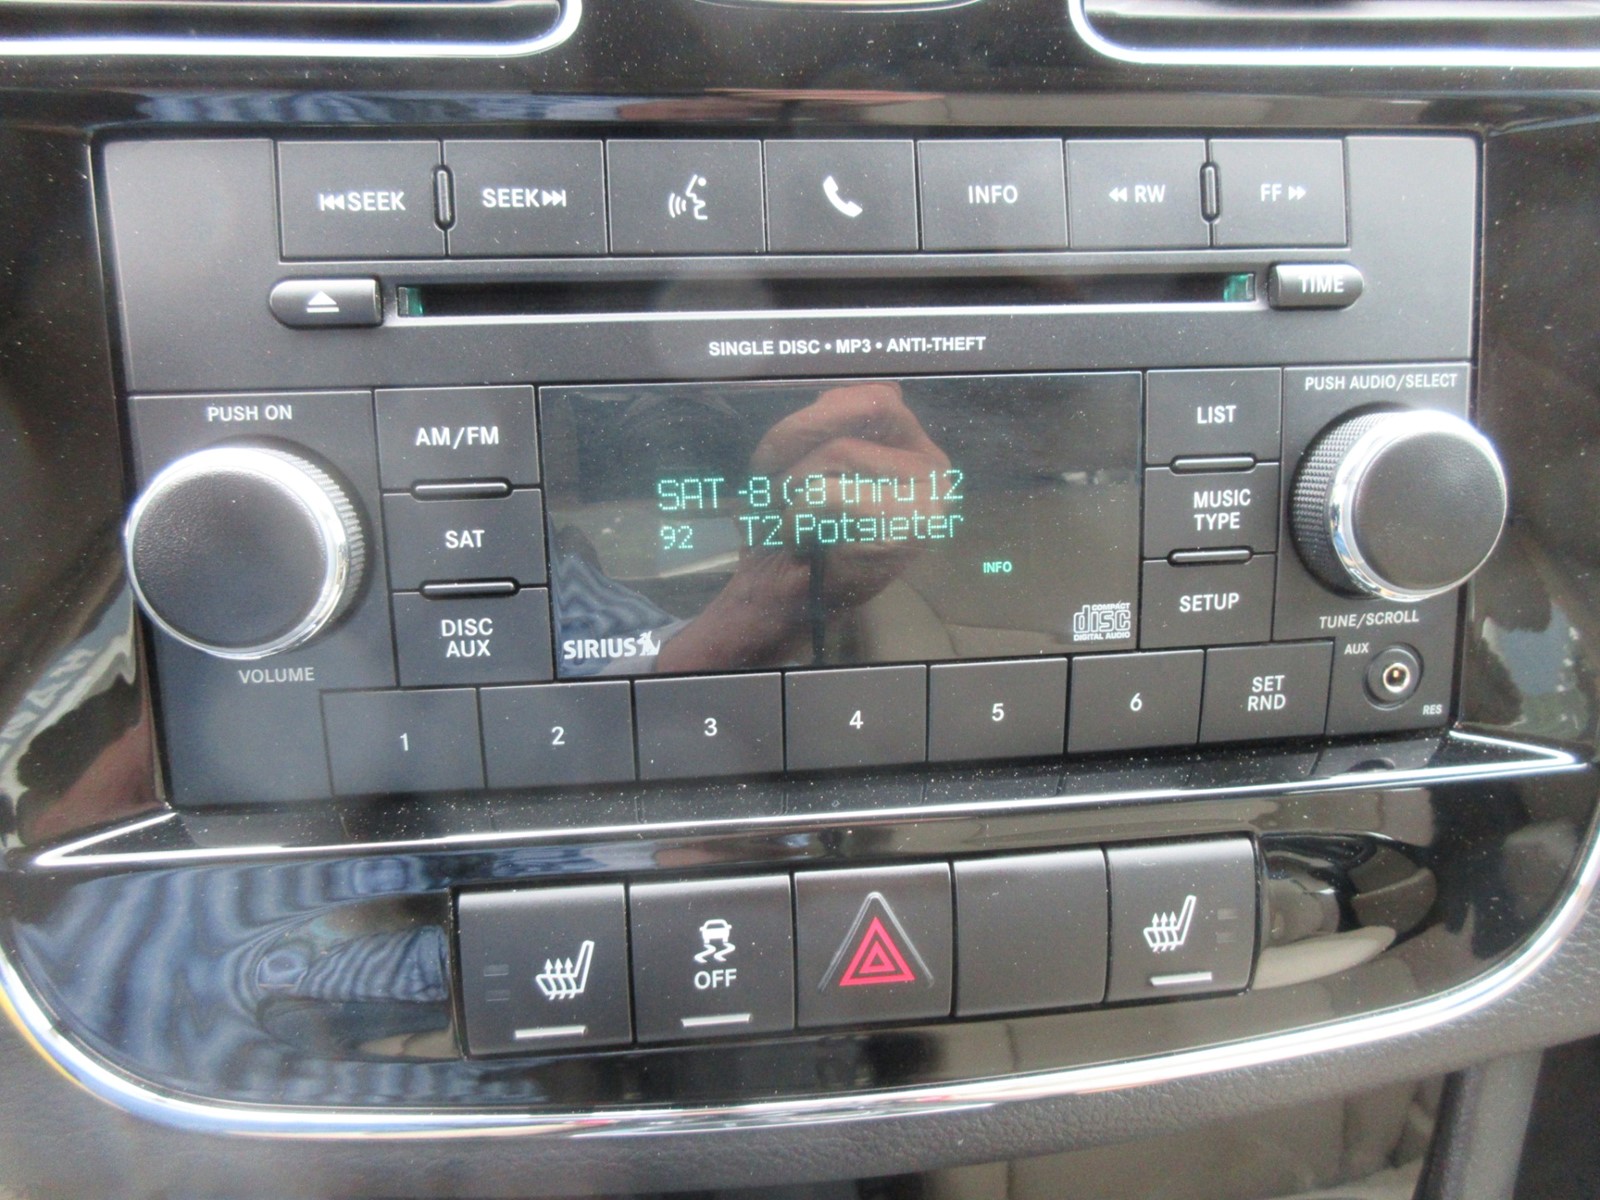 SEEK
SEEK
INFO
RW
FF
TIME
SINGLE DISC • MP3 • ANTI-THEFT
PUSH ON
AM/FM
SAT
DISC
AUX
VOLUME
SAT -8 (-8 thru 12
92 T2 Potgieter
INFO
SIRIUS
COMPACT
disc
DIGITAL AUDIO
LIST
MUSIC
TYPE
SETUP
PUSH AUDIO/SELECT
TUNE/SCROLL
AUX
RES
1
2
3
4
5
6
SET
RND
OFF